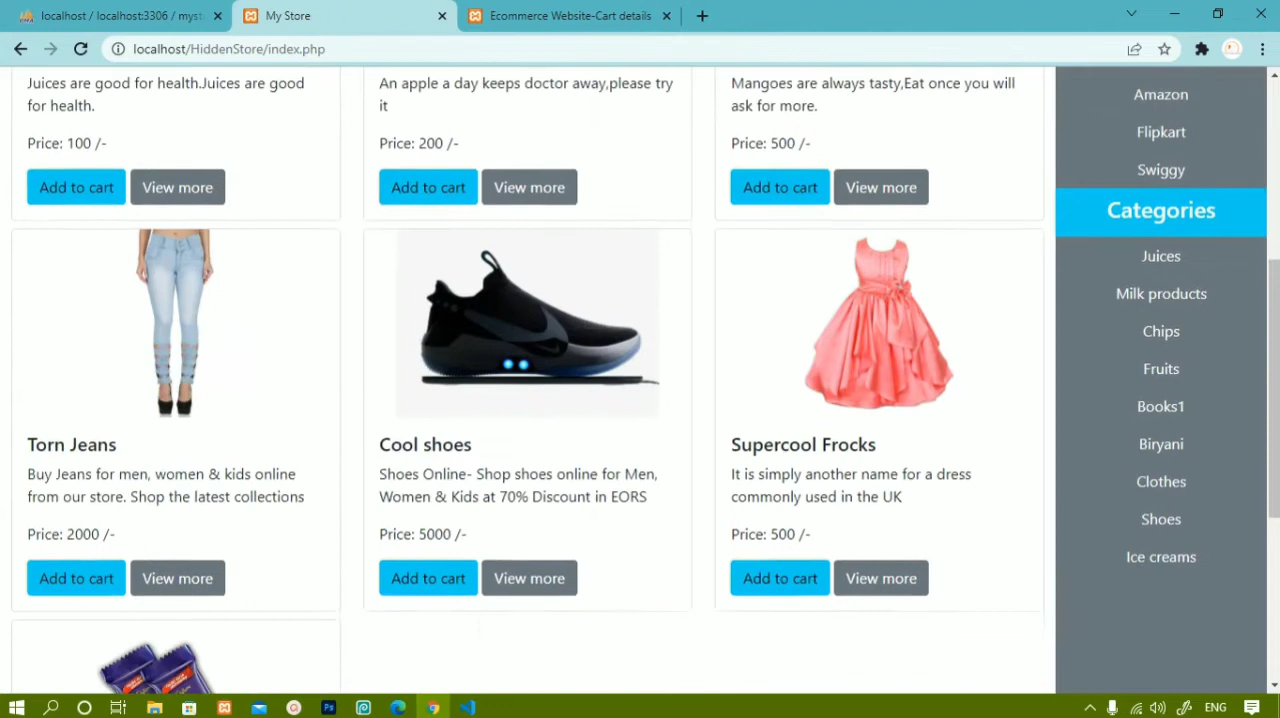 localhost / localhost:3306 / myst
My Store
Ecommerce Website-Cart details
localhost/HiddenStore/index.php
Juices are good for health.Juices are good
for health.
Price: 100 /-
Add to cart
View more
An apple a day keeps doctor away,please try
it
Price: 200 /-
Add to cart
View more
Mangoes are always tasty,Eat once you will
ask for more.
Price: 500 /-
Add to cart
View more
Torn Jeans
Buy Jeans for men, women & kids online
from our store. Shop the latest collections
Price: 2000 /-
Add to cart
View more
Cool shoes
Shoes Online- Shop shoes online for Men,
Women & Kids at 70% Discount in EORS
Price: 5000 /-
Add to cart
View more
Supercool Frocks
It is simply another name for a dress
commonly used in the UK
Price: 500 /-
Add to cart
View more
Amazon
Flipkart
Swiggy
Categories
Juices
Milk products
Chips
Fruits
Books1
Biryani
Clothes
Shoes
Ice creams
Ps
ENG